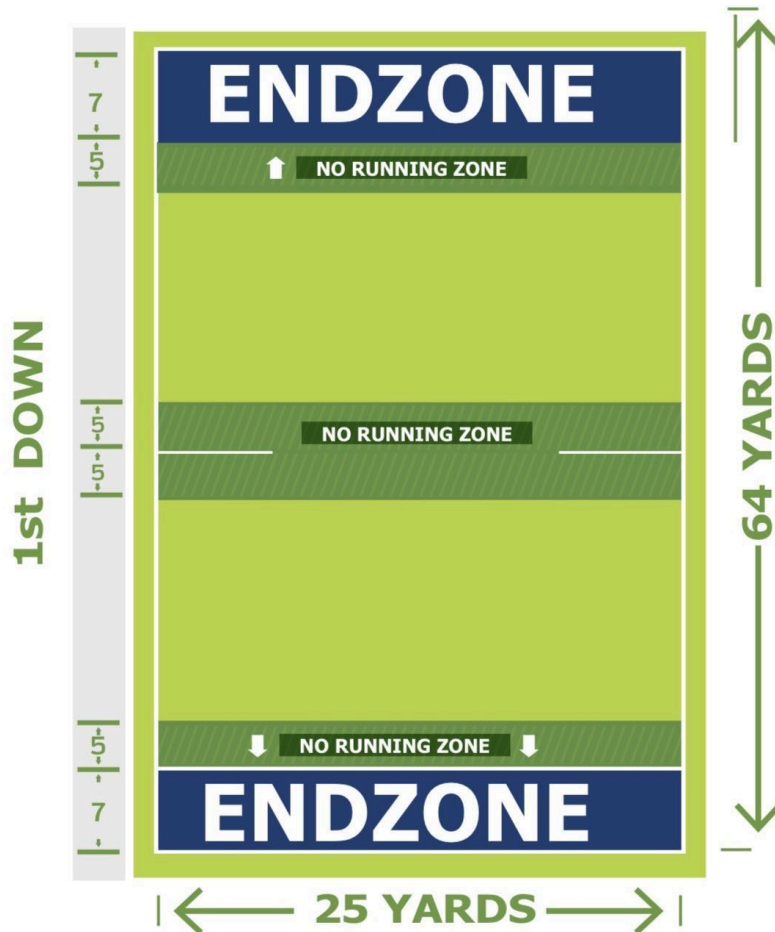 ENDZONE
7
5
NO RUNNING ZONE
1st DOWN
5
NO RUNNING ZONE
5
64 YARDS
5
NO RUNNING ZONE
7
ENDZONE
25 YARDS